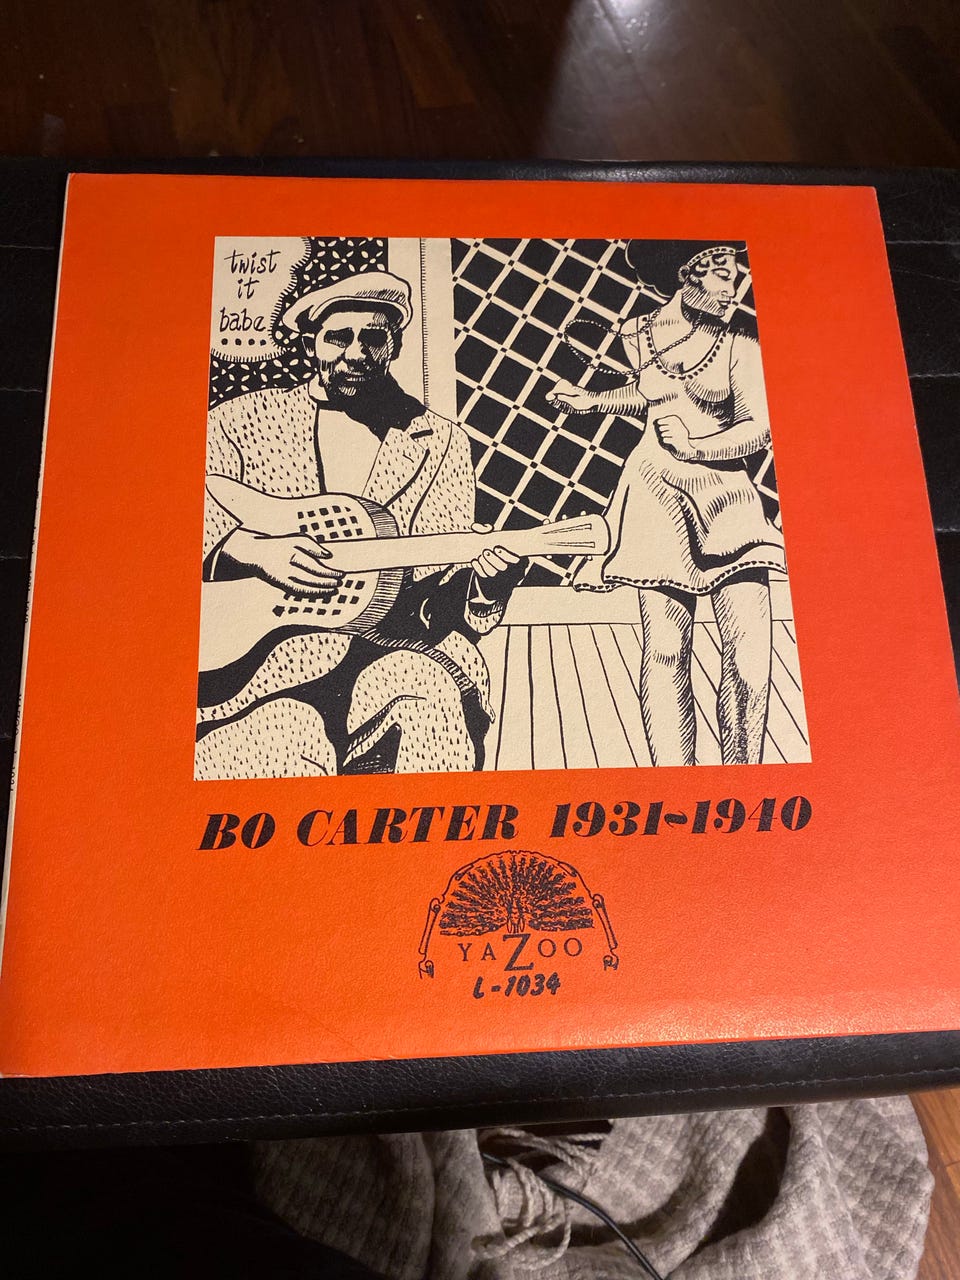 twist
it
babe
BO CARTER 1931~1940
YAZOO
L-1034